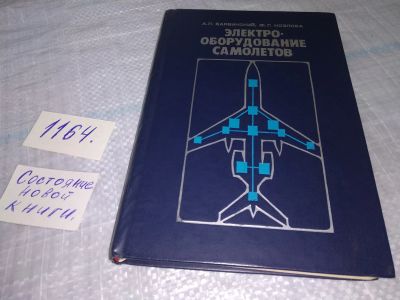 А.П. БАРВИНСКИЙ, Ф.Г. КОЗЛОВА
ЭЛЕКТРО-
ОБОРУДОВАНИЕ
САМОЛЕТОВ
1164.
Состояние
новой
книги.